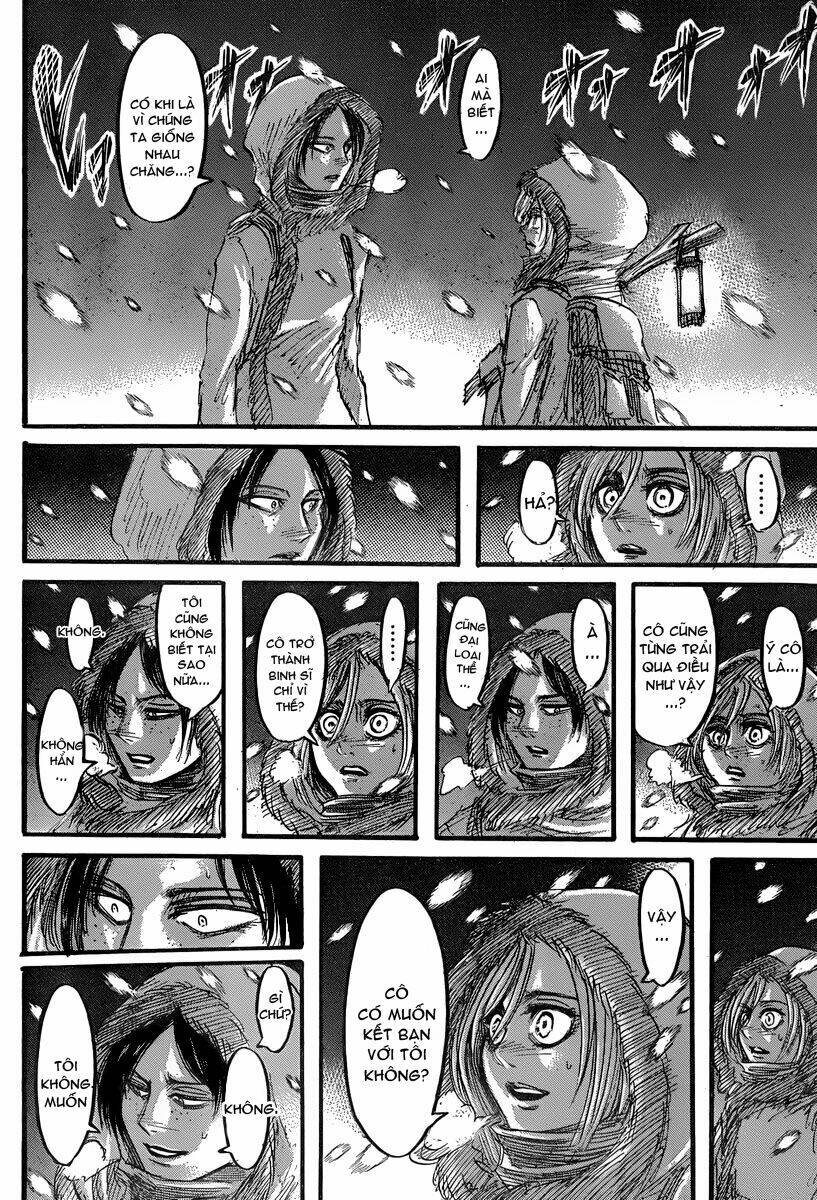 AI
MÀ
BIẾT
...
CÓ KHI LÀ
VÌ CHÚNG
TA GIỐNG
NHAU
CHĂNG...?
.....
HẢ?
Ý CÔ
LÀ...
CÔ CŨNG
TỪNG TRẢI
QUA ĐIỀU
NHƯ VẬY
...?
À
...
CŨNG
ĐẠI
LOẠI
THẾ
...
.....
CÔ TRỞ
THÀNH
BINH SĨ
CHỈ VÌ
THẾ?
TÔI
CŨNG
KHÔNG
BIẾT TẠI
SAO
NỮA...
KHÔNG.
KHÔNG
HẲN
...
VẬY
...
CÔ
CÓ MUỐN
KẾT BẠN
VỚI TÔI
KHÔNG?
GÌ
CHỨ?
KHÔNG.
TÔI
KHÔNG
MUỐN